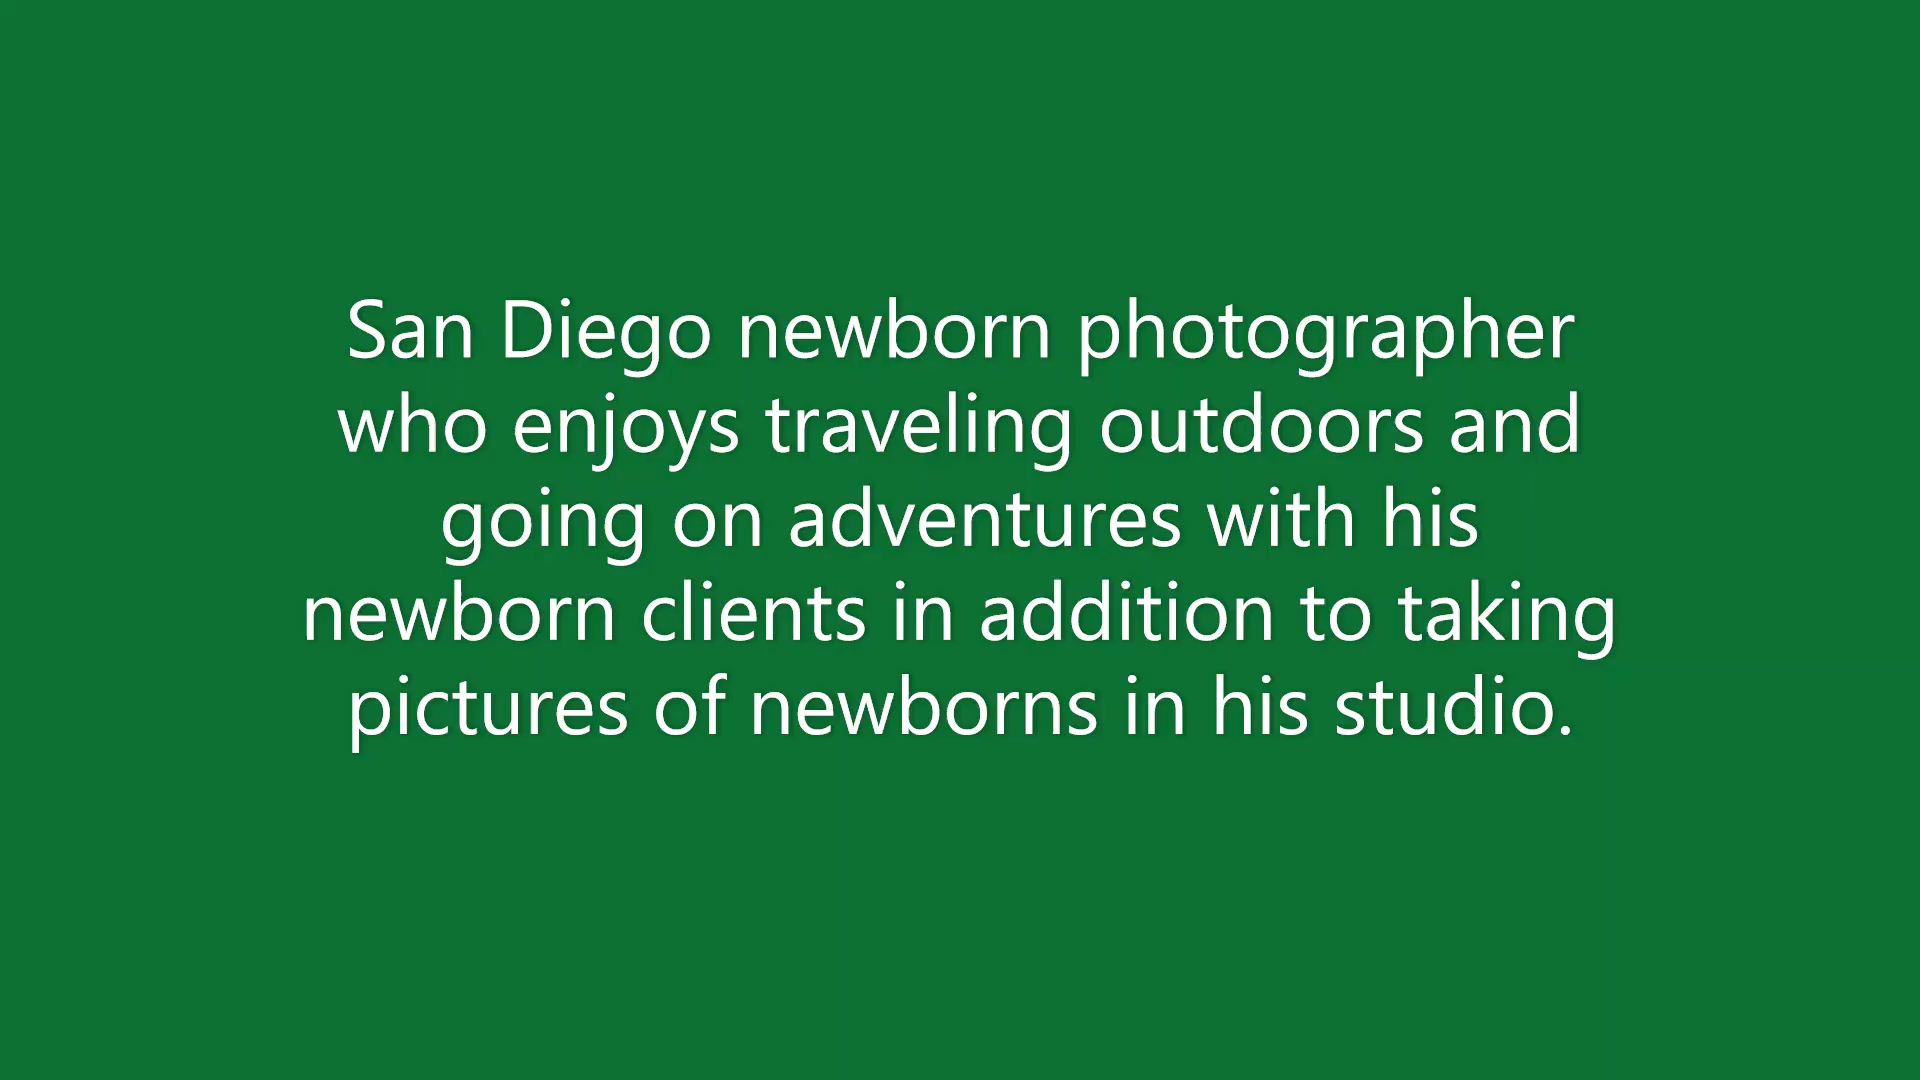 San Diego newborn photographer
who enjoys traveling outdoors and
going on adventures with his
newborn clients in addition to taking
pictures of newborns in his studio.